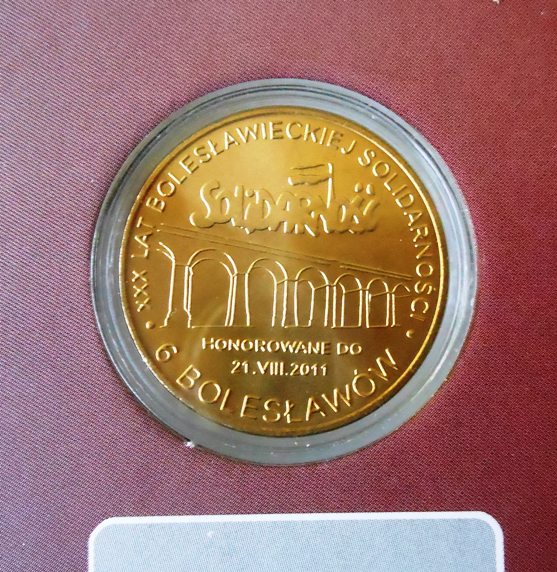 XXX LAT BOLESŁAWIECKIEJ SOLIDARNOŚCI
Solidarność
HONOROWANE DO
21.VIII.2011
6 BOLESŁAWÓW